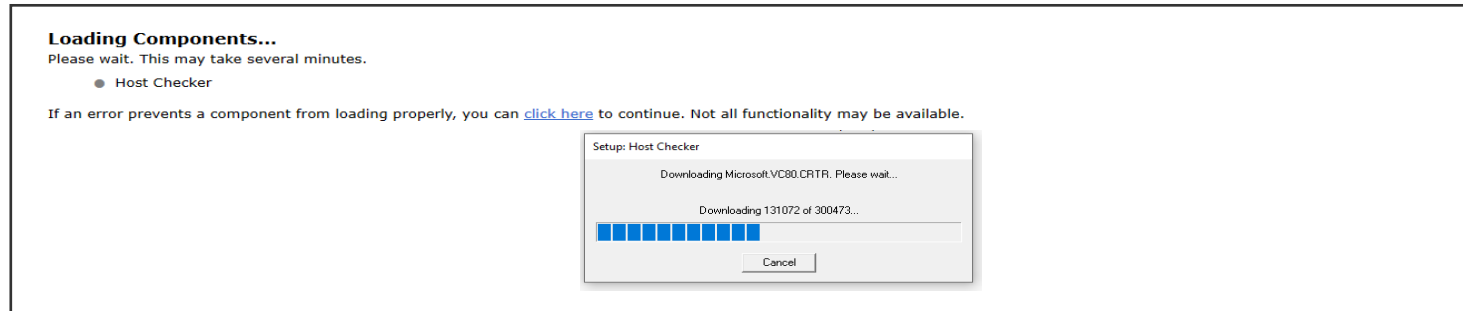 Loading Components...
Please wait. This may take several minutes.
Host Checker
If an error prevents a component from loading properly, you can click here to continue. Not all functionality may be available.
Setup: Host Checker
Downloading Microsoft.VC80.CRTR. Please wait...
Downloading 131072 of 300473...
Cancel